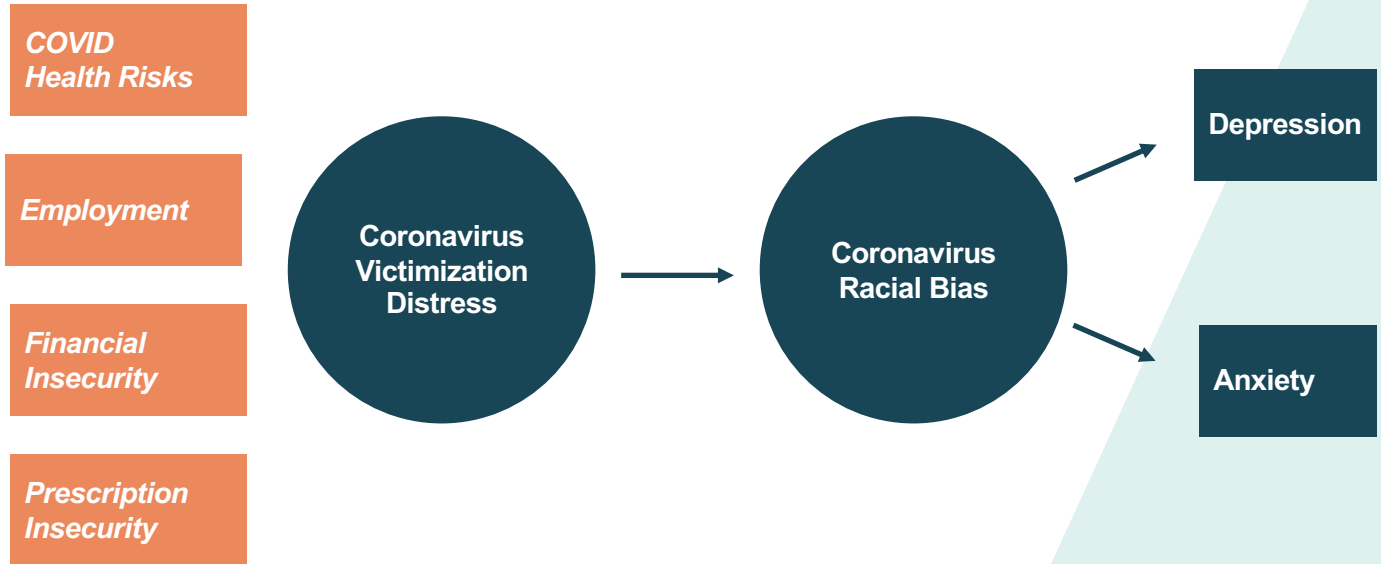 COVID
Health Risks
Employment
Financial
Insecurity
Prescription
Insecurity
Coronavirus
Victimization
Distress
Coronavirus
Racial Bias
Depression
Anxiety